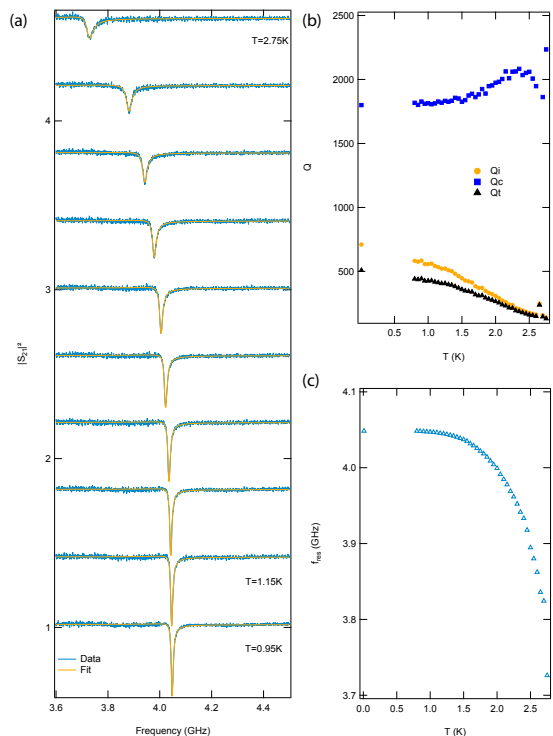 (a)
T=2.75K
4
3
|S₂₁|²
2
T=1.15K
1
T=0.95K
Data
Fit
3.6
3.8
4.0
4.2
4.4
Frequency (GHz)
(b)
2500
2000
1500
Q
1000
500
Qi
Qc
Qt
0.5
1.0
1.5
2.0
2.5
T (K)
(c)
4.1
4.0
f_res (GHz)
3.9
3.8
3.7
0.0
0.5
1.0
1.5
2.0
2.5
T (K)